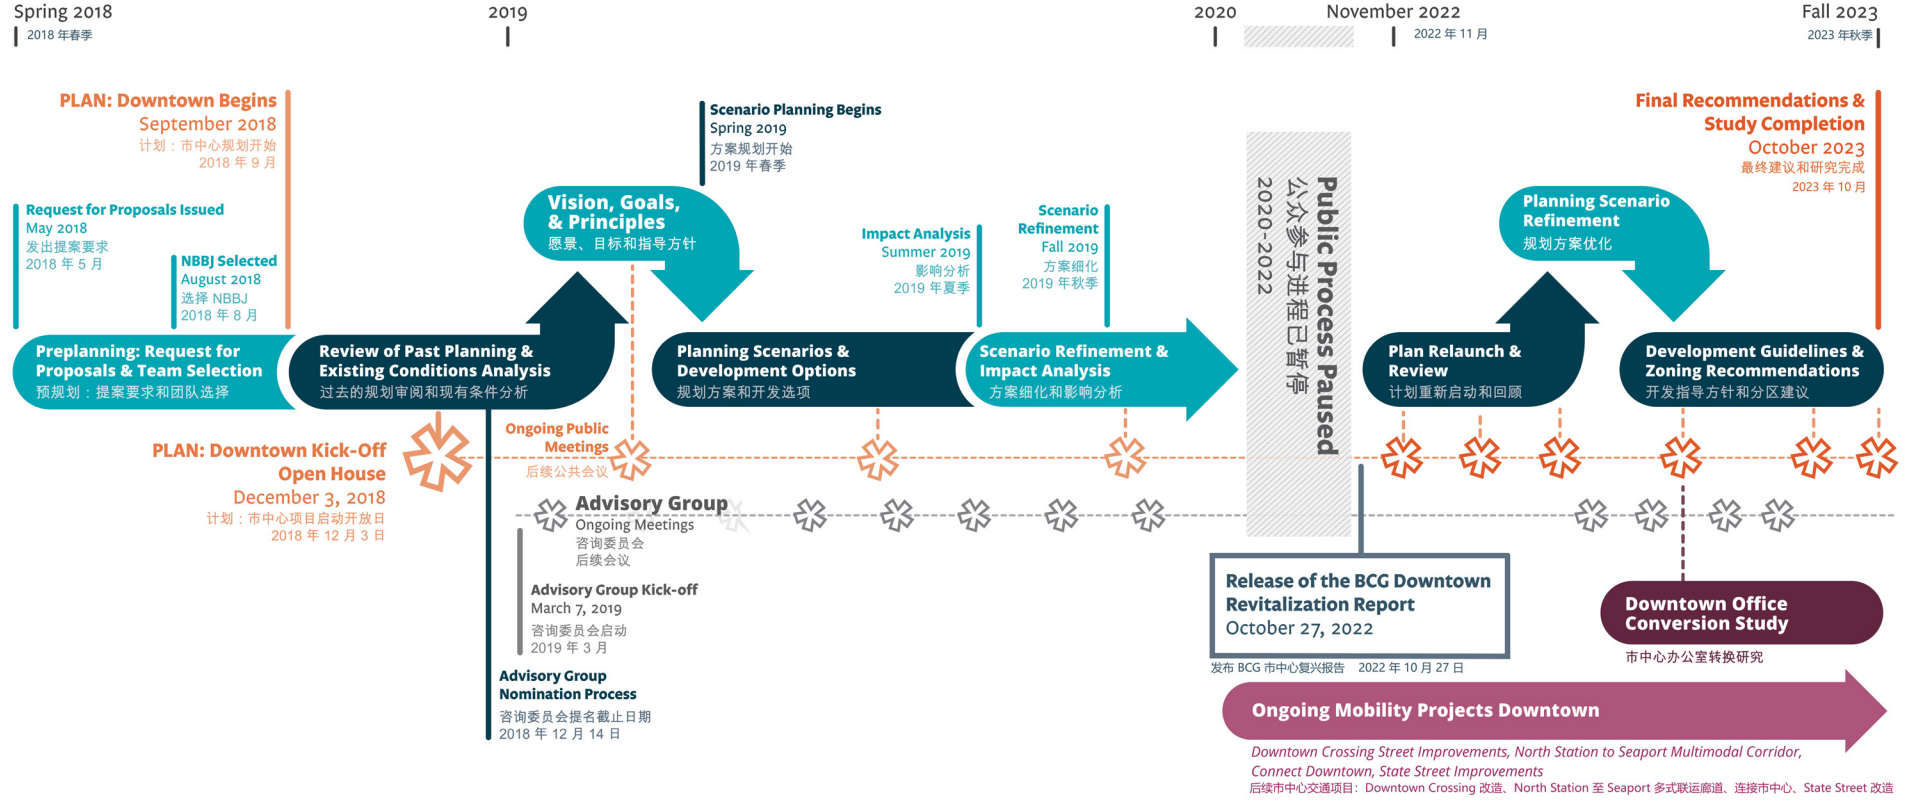 Spring 2018
2018 年春季
2019
2020
November 2022
2022 年 11 月
Fall 2023
2023 年秋季
PLAN: Downtown Begins
September 2018
计划：市中心规划开始
2018 年 9 月
Request for Proposals Issued
May 2018
发出提案要求
2018 年 5 月
NBBJ Selected
August 2018
选择 NBBJ
2018 年 8 月
Preplanning: Request for
Proposals & Team Selection
预规划：提案要求和团队选择
Review of Past Planning &
Existing Conditions Analysis
过去的规划审阅和现有条件分析
Vision, Goals,
& Principles
愿景、目标和指导方针
Scenario Planning Begins
Spring 2019
方案规划开始
2019 年春季
Planning Scenarios &
Development Options
规划方案和开发选项
Impact Analysis
Summer 2019
影响分析
2019 年夏季
Scenario
Refinement
Fall 2019
方案细化
2019 年秋季
Scenario Refinement &
Impact Analysis
方案细化和影响分析
Public Process Paused
公众参与进程已暂停
2020-2022
Plan Relaunch &
Review
计划重新启动和回顾
Planning Scenario
Refinement
规划方案优化
Final Recommendations &
Study Completion
October 2023
最终建议和研究完成
2023 年 10 月
Development Guidelines &
Zoning Recommendations
开发指导方针和分区建议
PLAN: Downtown Kick-Off
Open House
December 3, 2018
计划：市中心项目启动开放日
2018 年 12 月 3 日
Ongoing Public
Meetings
后续公共会议
Advisory Group
Ongoing Meetings
咨询委员会
后续会议
Advisory Group Kick-off
March 7, 2019
咨询委员会启动
2019 年 3 月
Advisory Group
Nomination Process
咨询委员会提名截止日期
2018 年 12 月 14 日
Release of the BCG Downtown
Revitalization Report
October 27, 2022
发布 BCG 市中心复兴报告 2022 年 10 月 27 日
Downtown Office
Conversion Study
市中心办公室转换研究
Ongoing Mobility Projects Downtown
Downtown Crossing Street Improvements, North Station to Seaport Multimodal Corridor,
Connect Downtown, State Street Improvements
后续市中心交通项目：Downtown Crossing 改造、North Station 至 Seaport 多式联运廊道、连接市中心、State Street 改造